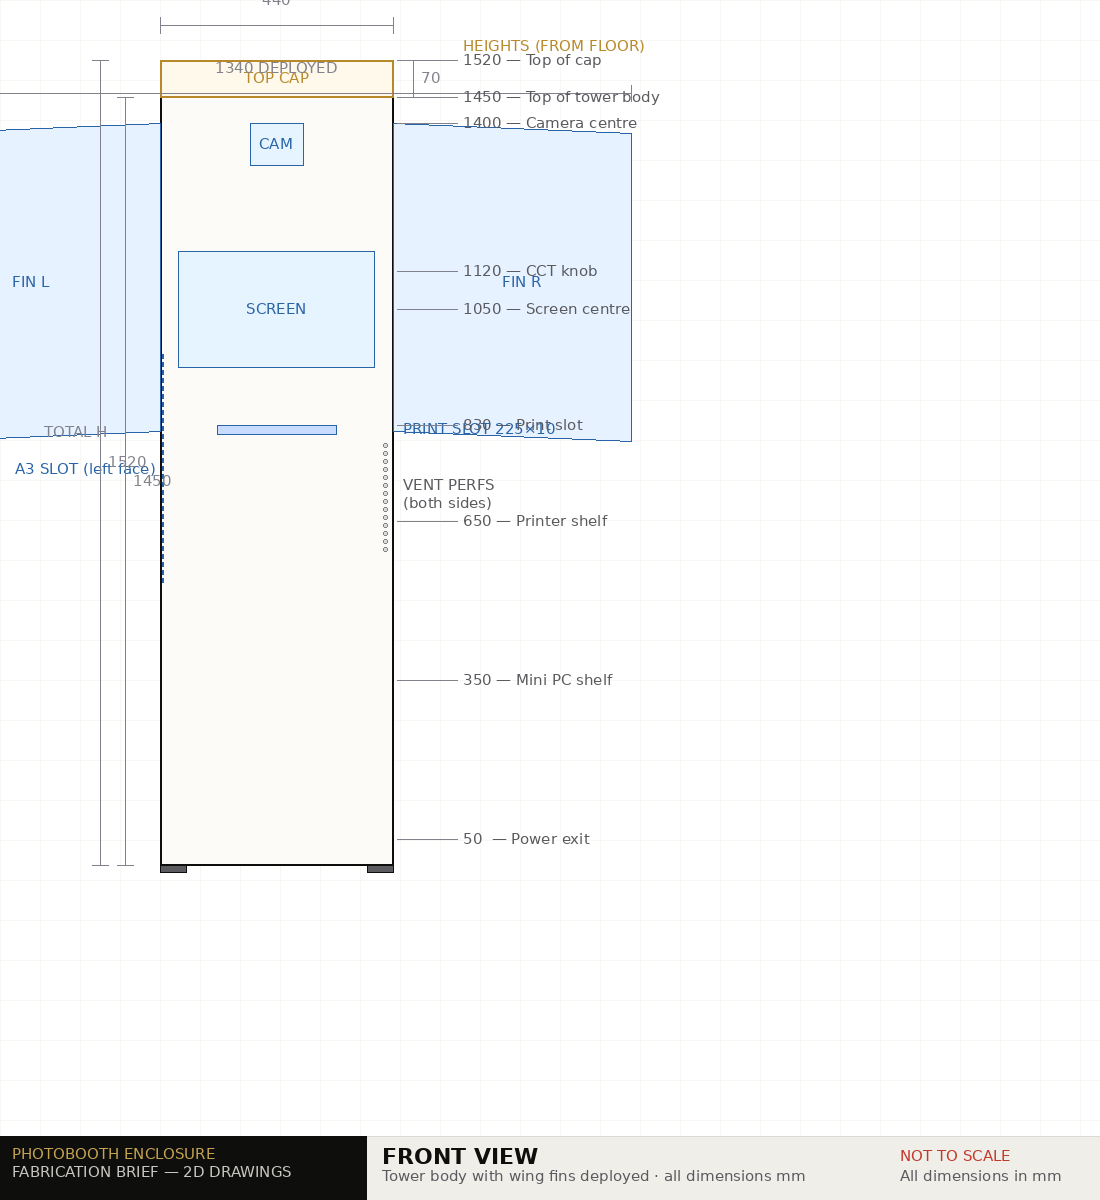 440
HEIGHTS (FROM FLOOR)
1520 — Top of cap
1340 DEPLOYED
TOP CAP
70
1450 — Top of tower body
1400 — Camera centre
CAM
1120 — CCT knob
FIN L
FIN R
SCREEN
1050 — Screen centre
830 — Print slot
PRINT SLOT 225×10
TOTAL H
1520
A3 SLOT (left face)
1450
VENT PERFS
(both sides)
650 — Printer shelf
350 — Mini PC shelf
50 — Power exit
PHOTOBOOTH ENCLOSURE
FABRICATION BRIEF — 2D DRAWINGS
FRONT VIEW
Tower body with wing fins deployed · all dimensions mm
NOT TO SCALE
All dimensions in mm